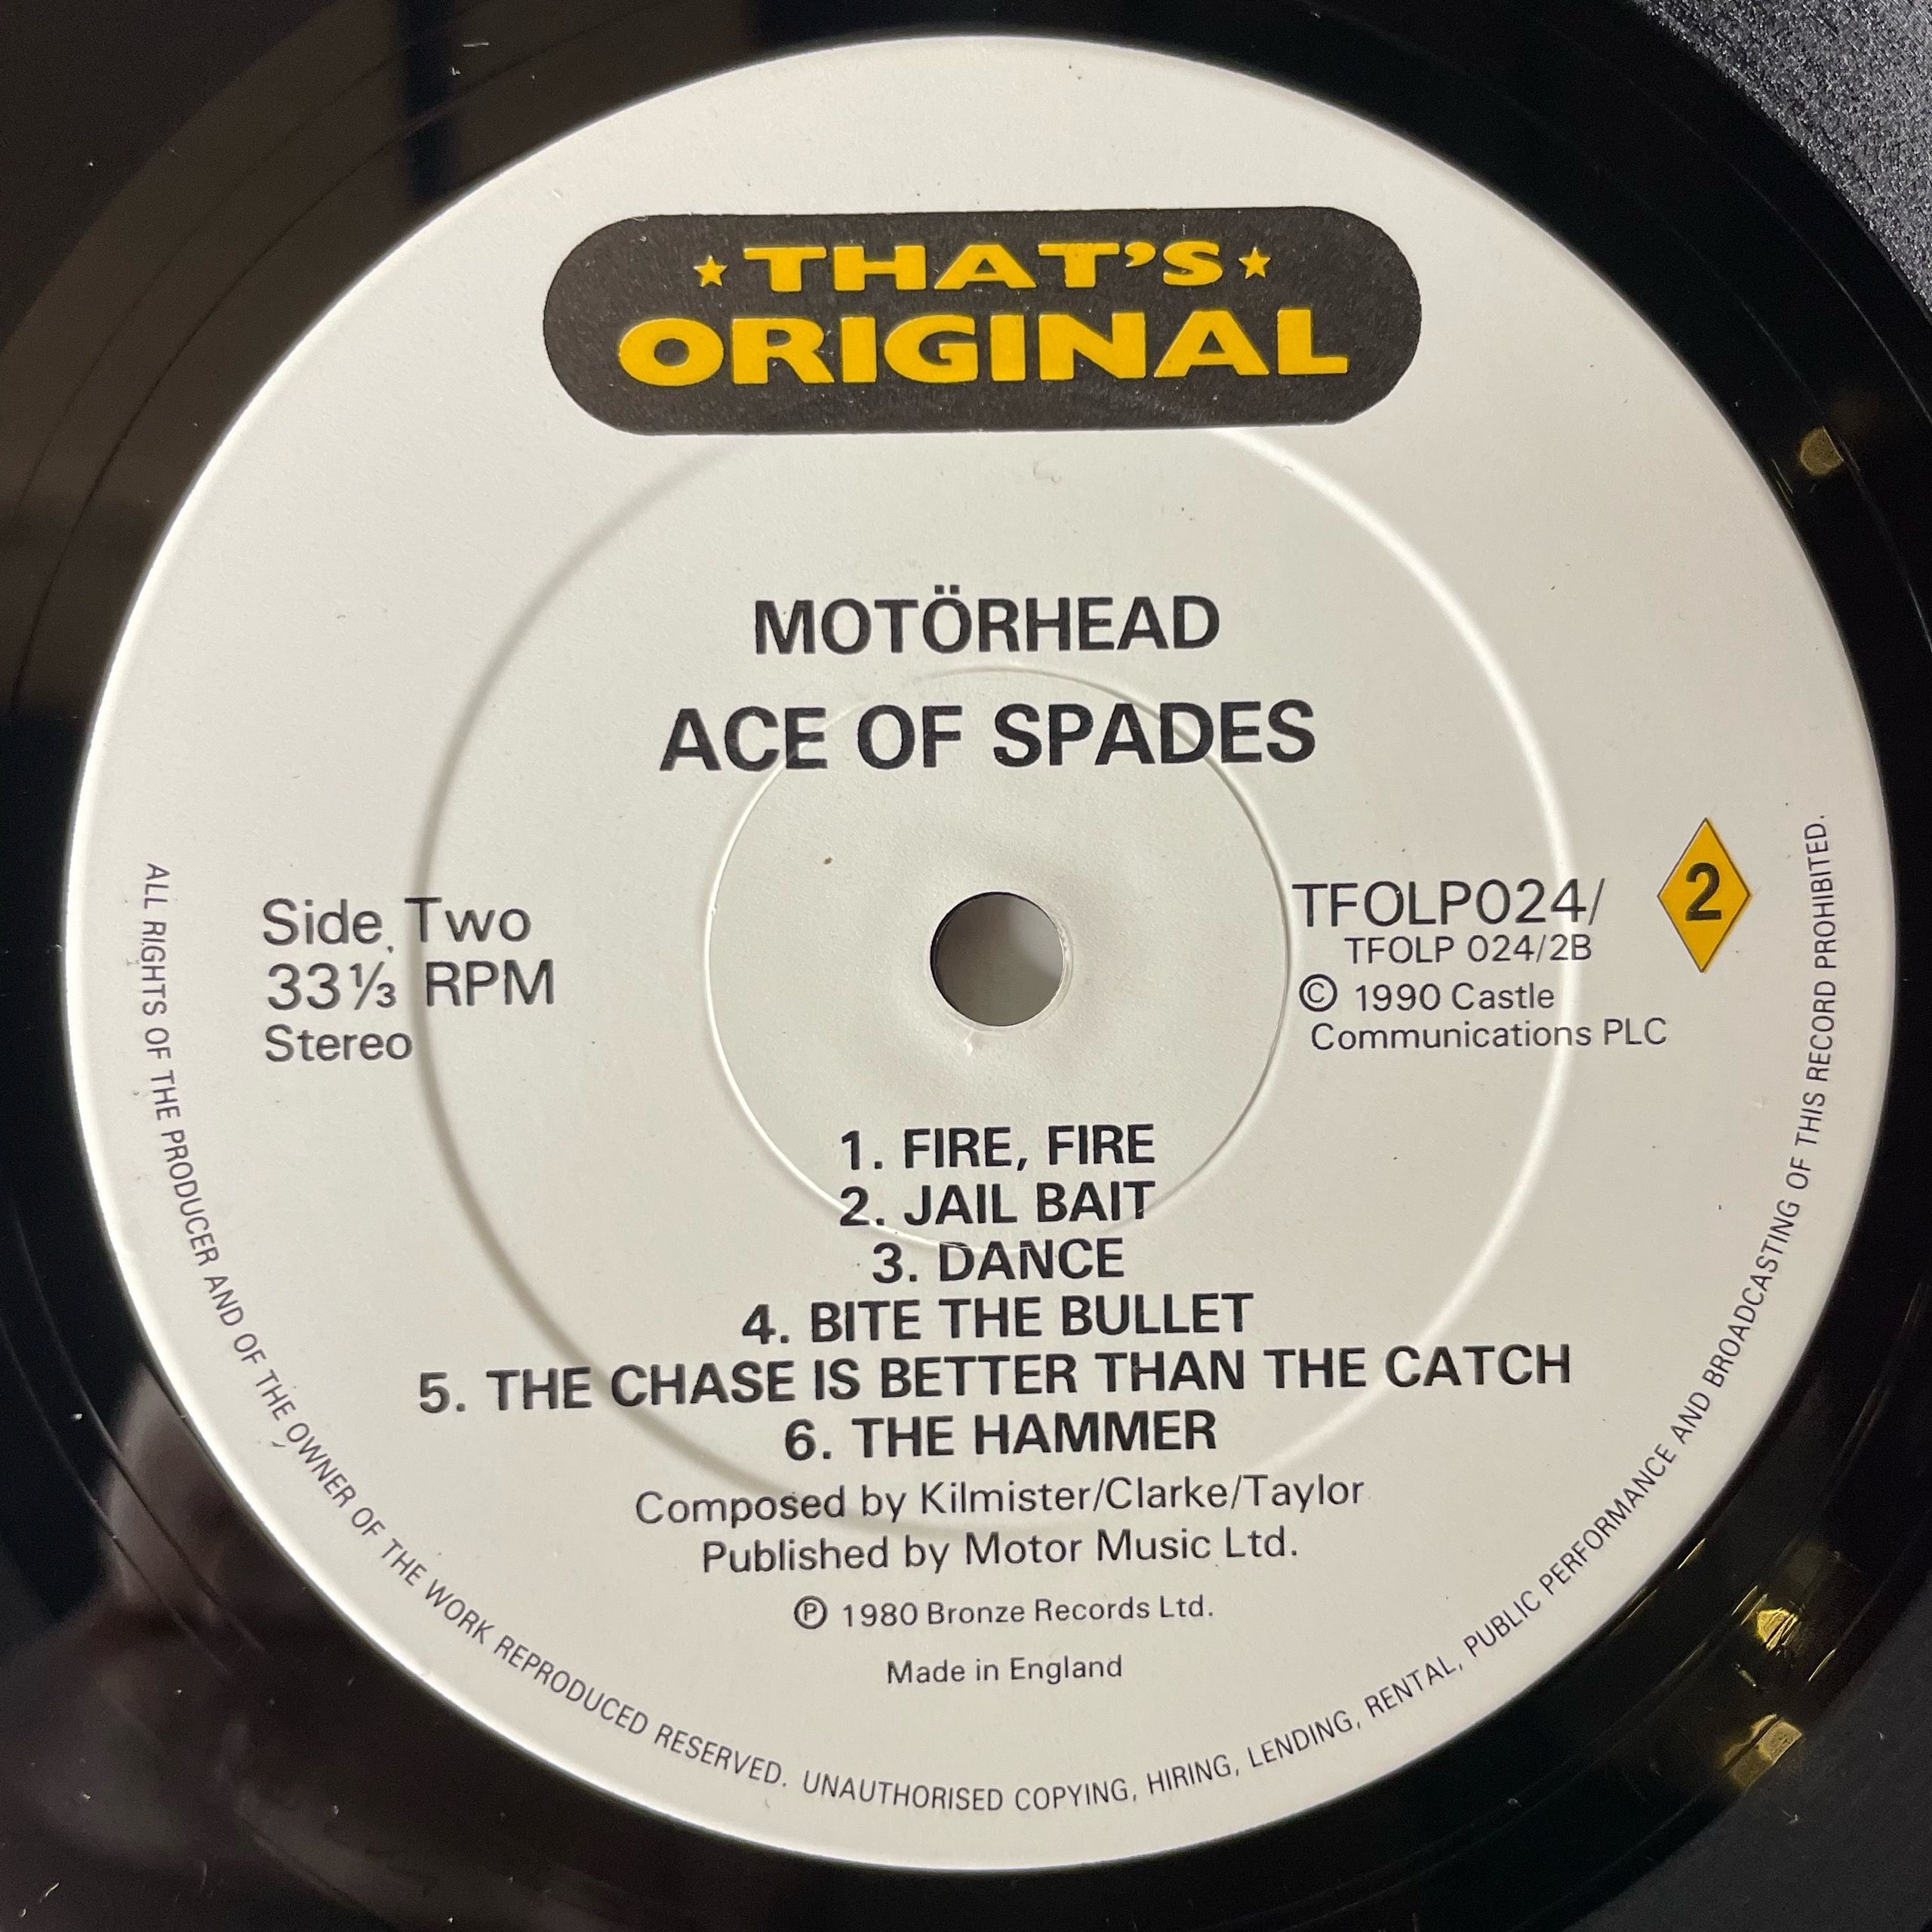 THAT'S
ORIGINAL
MOTÖRHEAD
ACE OF SPADES
Side Two
33⅓ RPM
Stereo
TFOLP024/
TFOLP 024/2B
© 1990 Castle
Communications PLC
2
1. FIRE, FIRE
2. JAIL BAIT
3. DANCE
4. BITE THE BULLET
5. THE CHASE IS BETTER THAN THE CATCH
6. THE HAMMER
Composed by Kilmister/Clarke/Taylor
Published by Motor Music Ltd.
℗ 1980 Bronze Records Ltd.
Made in England
ALL RIGHTS OF THE PRODUCER AND OF THE OWNER OF THE WORK REPRODUCED RESERVED. UNAUTHORISED COPYING, HIRING, LENDING, RENTAL, PUBLIC PERFORMANCE AND BROADCASTING OF THIS RECORD PROHIBITED.